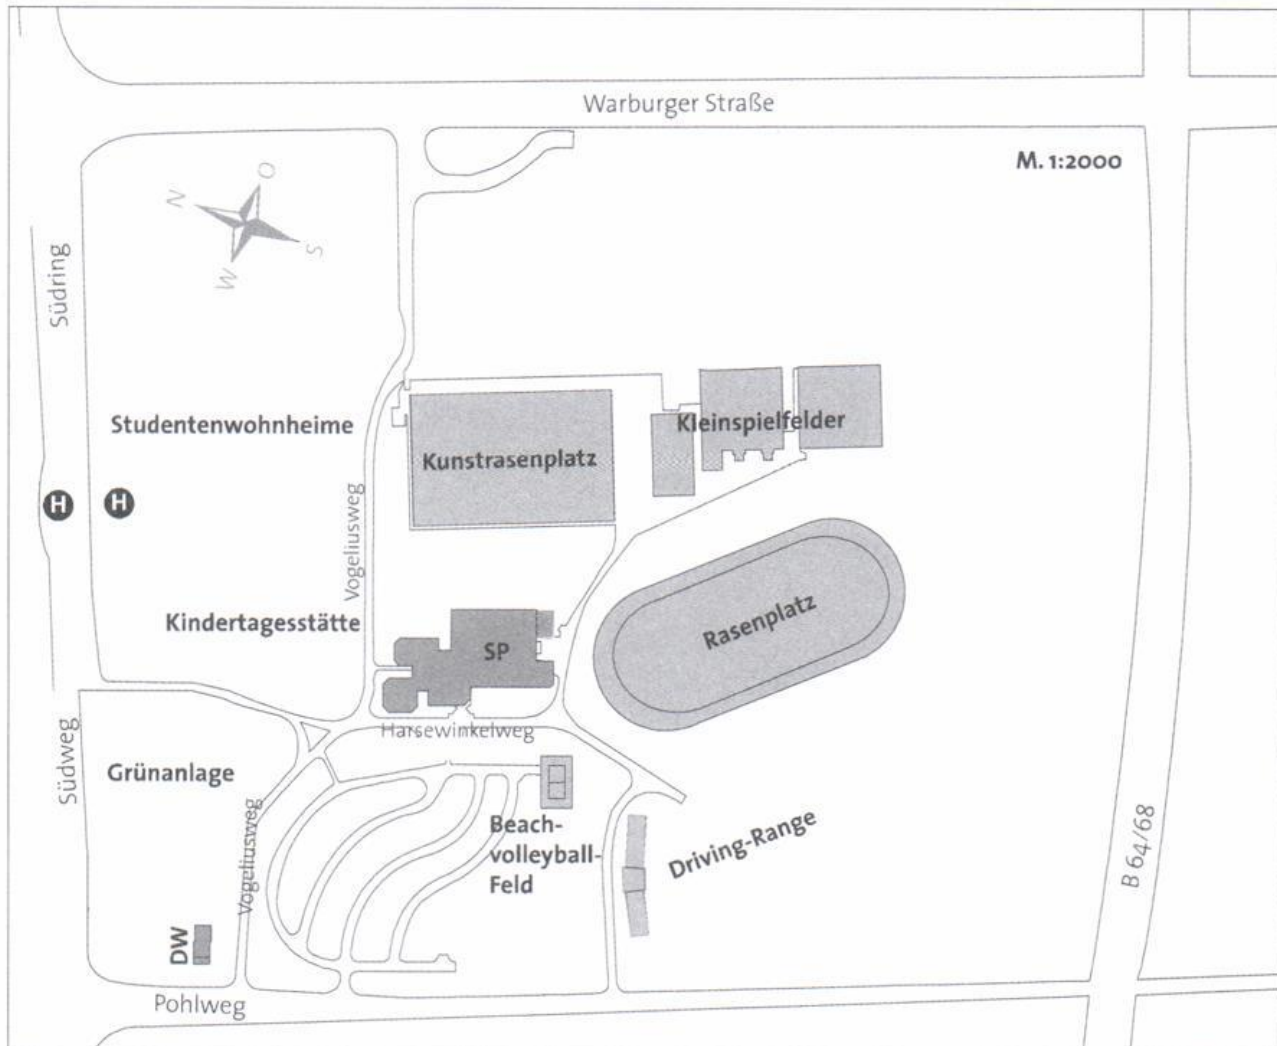 Warburger Straße
M. 1:2000
O
N
S
W
Südring
Studentenwohnheime
Kleinspielfelder
Kunstrasenplatz
H
H
Vogeliusweg
Kindertagesstätte
Rasenplatz
SP
Harsewinkelweg
Südweg
Grünanlage
Vogeliusweg
Beach-
volleyball-
Feld
Driving-Range
B 64/68
DW
Pohlweg